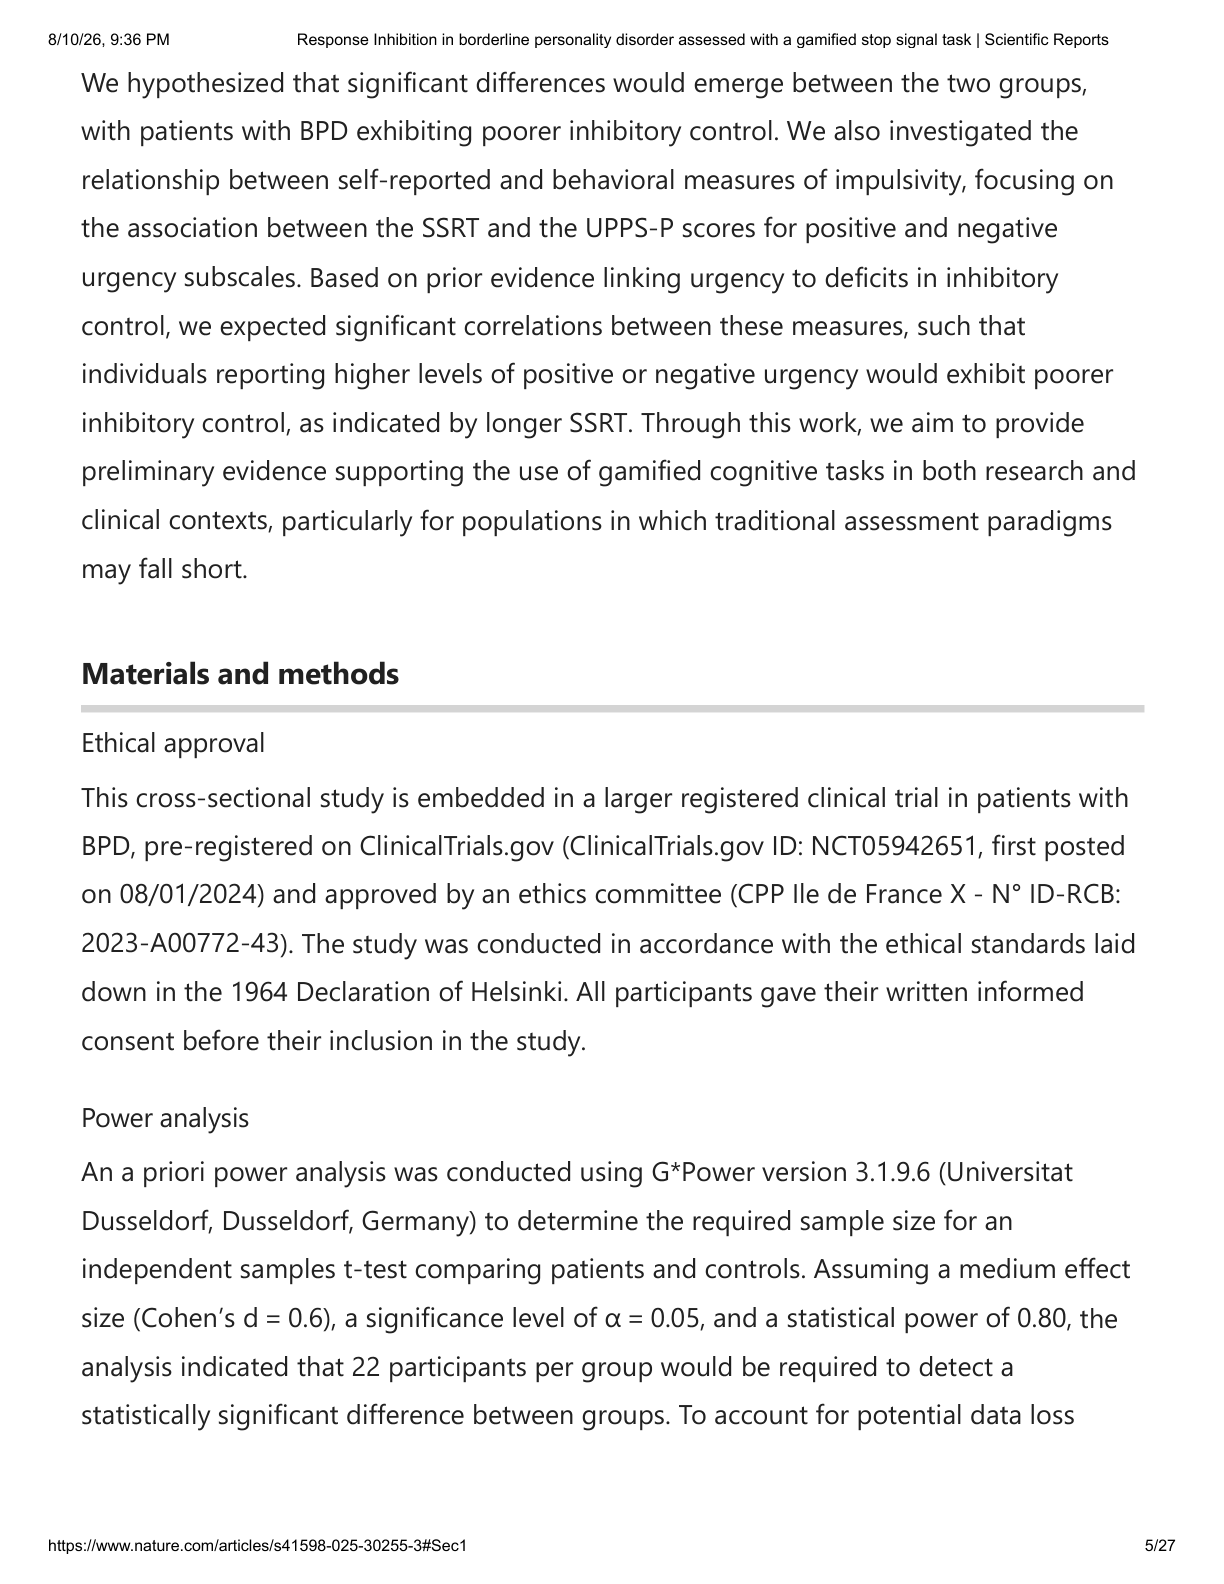 8/10/26, 9:36 PM Response Inhibition in borderline personality disorder assessed with a gamified stop signal task | Scientific Reports
We hypothesized that significant differences would emerge between the two groups,
with patients with BPD exhibiting poorer inhibitory control. We also investigated the
relationship between self-reported and behavioral measures of impulsivity, focusing on
the association between the SSRT and the UPPS-P scores for positive and negative
urgency subscales. Based on prior evidence linking urgency to deficits in inhibitory
control, we expected significant correlations between these measures, such that
individuals reporting higher levels of positive or negative urgency would exhibit poorer
inhibitory control, as indicated by longer SSRT. Through this work, we aim to provide
preliminary evidence supporting the use of gamified cognitive tasks in both research and
clinical contexts, particularly for populations in which traditional assessment paradigms
may fall short.
Materials and methods
Ethical approval
This cross-sectional study is embedded in a larger registered clinical trial in patients with
BPD, pre-registered on ClinicalTrials.gov (ClinicalTrials.gov ID: NCT05942651, first posted
on 08/01/2024) and approved by an ethics committee (CPP Ile de France X - N° ID-RCB:
2023-A00772-43). The study was conducted in accordance with the ethical standards laid
down in the 1964 Declaration of Helsinki. All participants gave their written informed
consent before their inclusion in the study.
Power analysis
An a priori power analysis was conducted using G*Power version 3.1.9.6 (Universitat
Dusseldorf, Dusseldorf, Germany) to determine the required sample size for an
independent samples t-test comparing patients and controls. Assuming a medium effect
size (Cohen’s d = 0.6), a significance level of α = 0.05, and a statistical power of 0.80, the
analysis indicated that 22 participants per group would be required to detect a
statistically significant difference between groups. To account for potential data loss
https://www.nature.com/articles/s41598-025-30255-3#Sec1 5/27